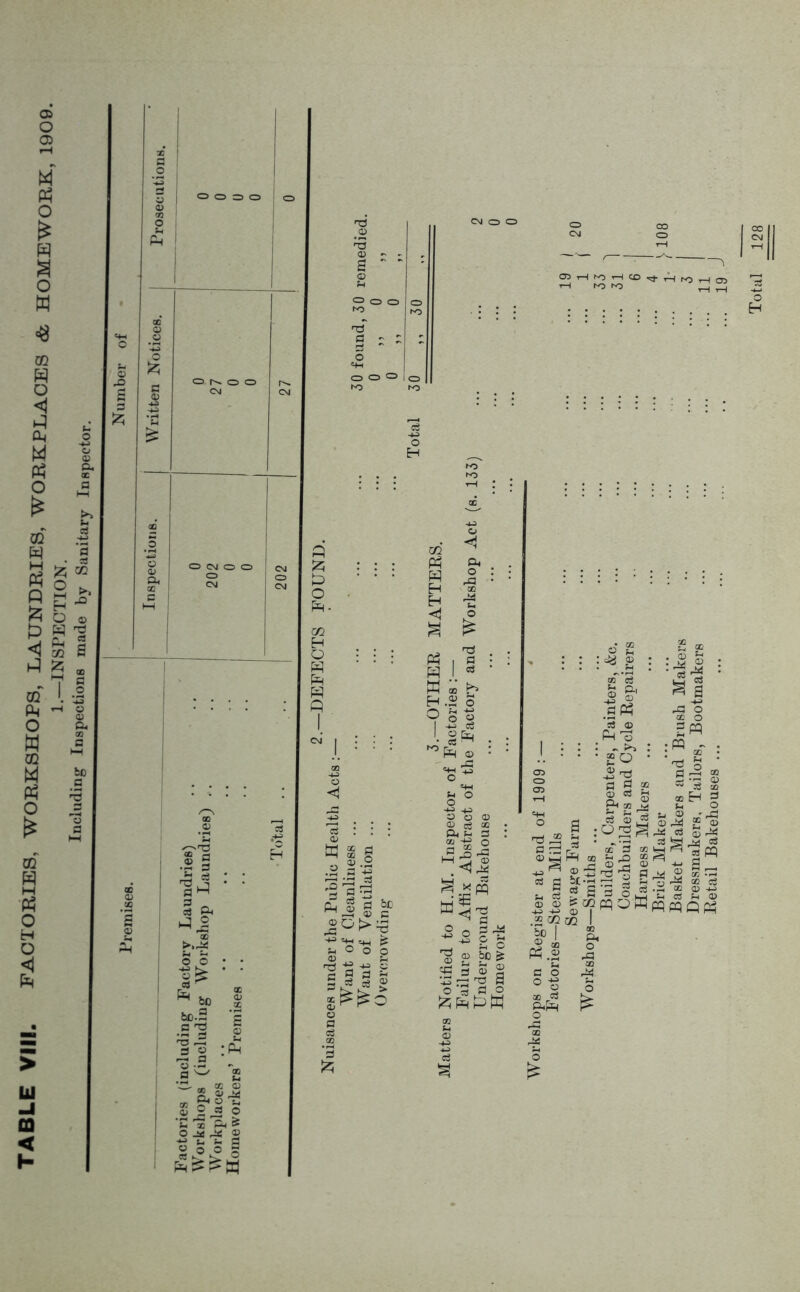 TABLE VIII. FACTORIES, WORKSHOPS, LAUNDRIES, WORKPLACES & HOMEWORK, 1909.
1.—INSPECTION.
Including Inspections made by Sanitary Inspector.
Number of
Premises. Inspections. Written Notices. Prosecutions.
Factories (including Factory Laundries) .. 0 0 0
Workshops (including Workshop Laundries) .. 202 27 0
Workplaces .. .. .. 0 0 0
Homeworkers' Premises .. .. 0 0 0
Total .. 202 27 0
2.—DEFECTS FOUND.
Nuisances under the Public Health Acts:—
Want of Cleanliness ... ... ... 30 found, 30 remedied.
Want of Ventilation ... ... ... 0 ,, 0 ,,
Overcrowding ... ... ... 0 ,, 0 ,,
Total 30 ,, 30 ,,
3.—OTHER MATTERS.
Matters Notified to H.M. Inspector of Factories:—
Failure to Affix Abstract of the Factory and Workshop Act (s. 133) ... 2
Underground Bakehouse ... ... ... ... 0
Homework ... ... ... ... 0
Workshops on Register at end of 1909:—
Factories—Steam Mills ... ... ... ... 19 } 20
Sewage Farm ... ... ... ... 1
Workshops—Smiths ... ... ... ... 33
Builders, Carpenters, Painters, &c. ... ... 31
Coachbuilders and Cycle Repairers ... ... 6
Harness Makers ... ... ... 4
Brick Maker ... ... ... 1 } 108
Basket Makers and Brush Makers ... ... 3
Dressmakers, Tailors, Bootmakers ... ... 11
Retail Bakehouses ... ... ... 19
Total 128